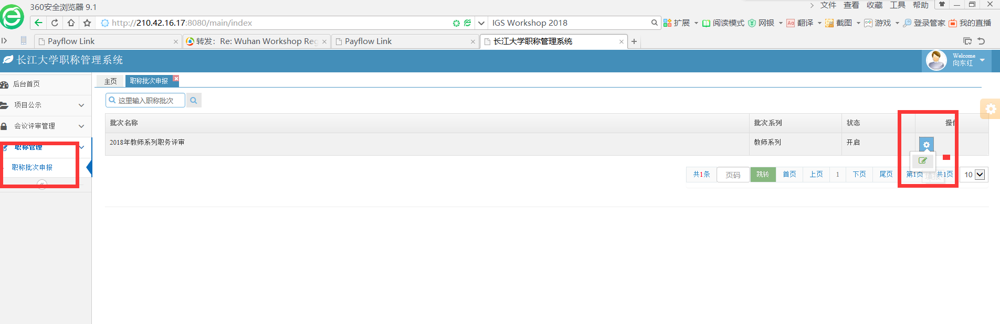 360安全浏览器 9.1
文件 查看 收藏 工具 帮助
http://210.42.16.17:8080/main/index
IGS Workshop 2018
扩展 阅读模式 网银 翻译 截图 游戏 登录管家 我的直播
Payflow Link
转发：Re: Wuhan Workshop Reg
Payflow Link
长江大学职称管理系统
长江大学职称管理系统
Welcome
向东红
后台首页
项目公示
会议评审管理
职称管理
职称批次申报
主页
职称批次申报
这里输入职称批次
批次名称 批次系列 状态 操作
2018年教师系列职务评审 教师系列 开启
共1条 页码 跳转 首页 上页 1 下页 尾页 第1页 共1页 10
填报